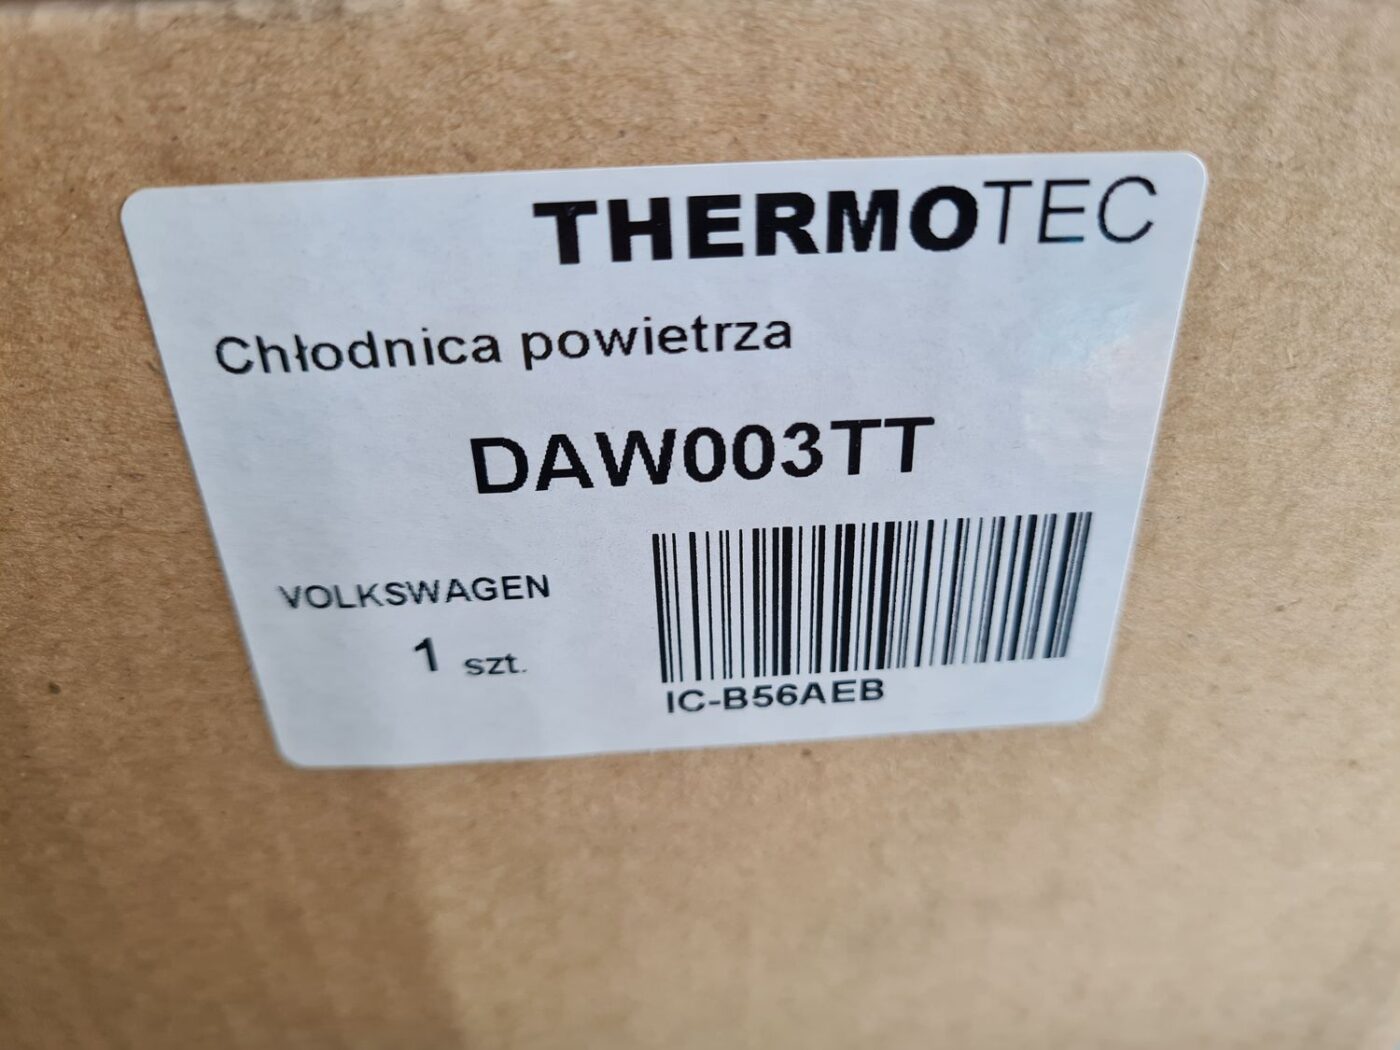 THERMOTEC
Chłodnica powietrza
DAW003TT
VOLKSWAGEN
1 szt.
IC-B56AEB